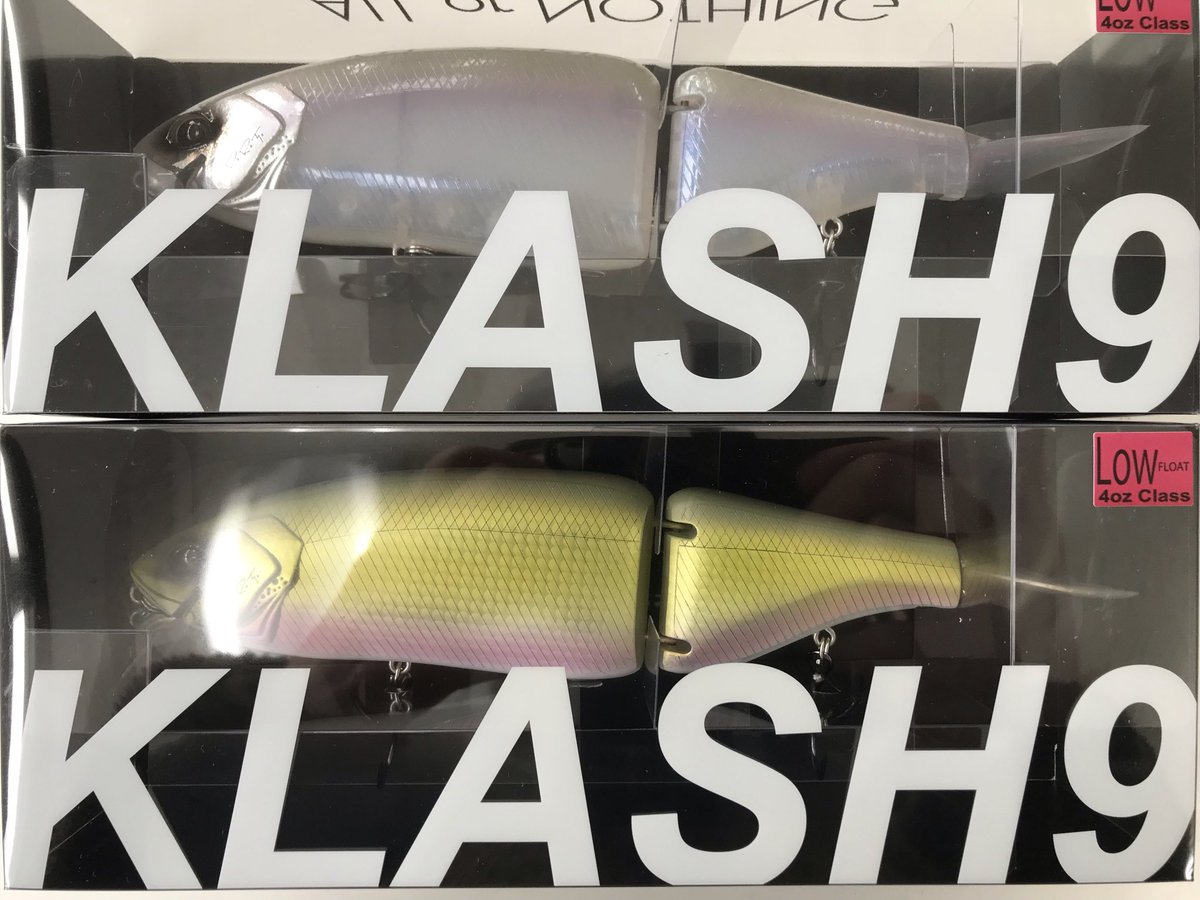 ALL or NOTHING
LOW
4oz Class
KLASH9
LOW FLOAT
4oz Class
KLASH9